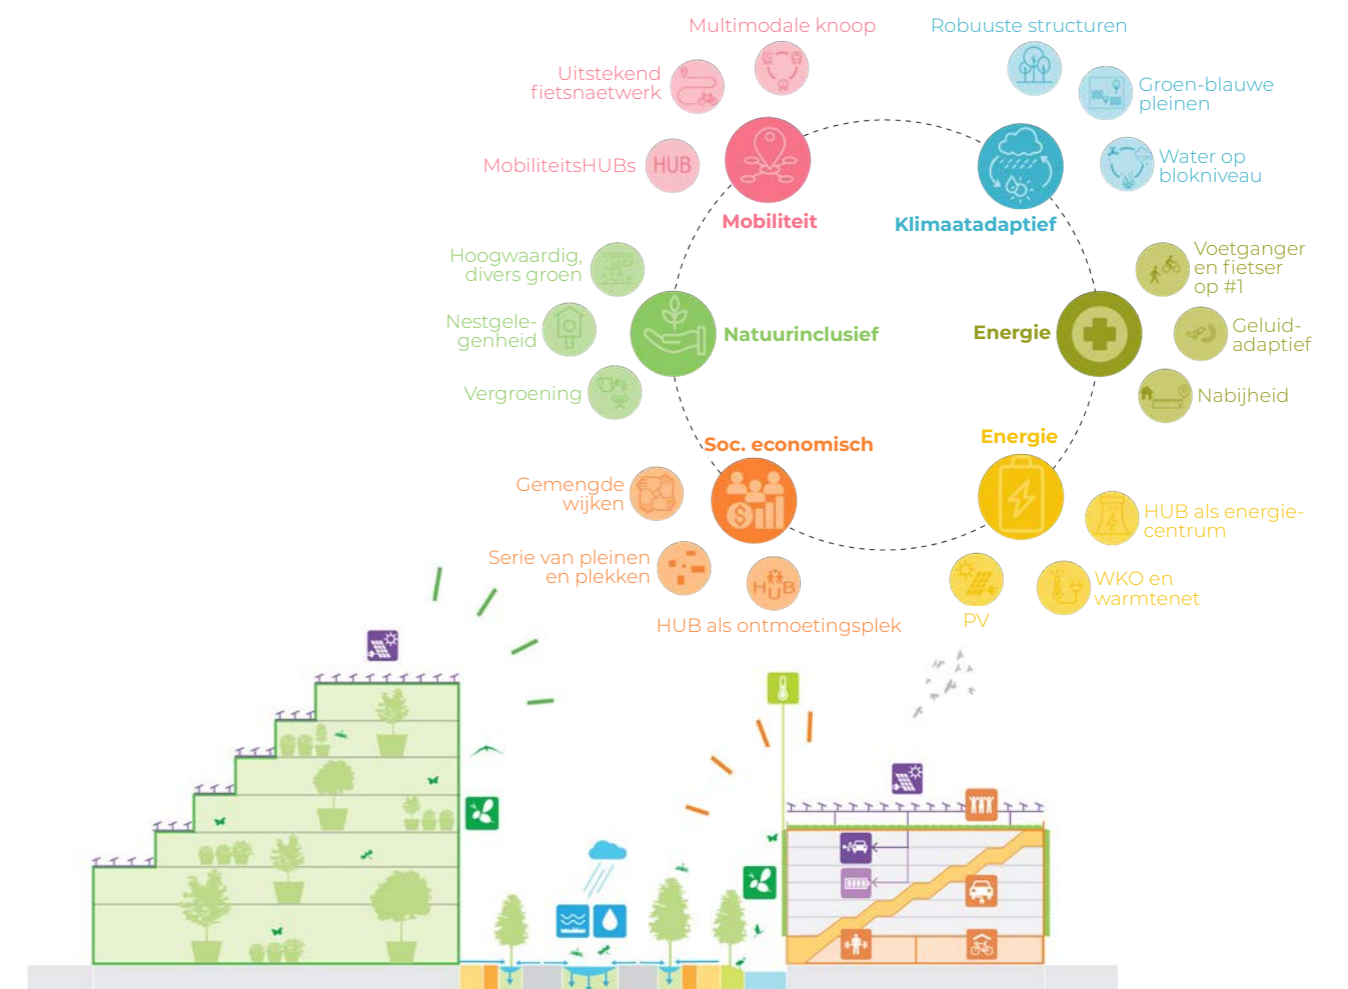 Multimodale knoop
Uitstekend
fietsnaetwerk
MobiliteitsHUBs
HUB
Mobiliteit
Robuuste structuren
Groen-blauwe
pleinen
Water op
blokniveau
Klimaatadaptief
Hoogwaardig,
divers groen
Nestgele-
genheid
Vergroening
Natuurinclusief
Voetganger
en fietser
op #1
Geluid-
adaptief
Nabijheid
Energie
Soc. economisch
Gemengde
wijken
Serie van pleinen
en plekken
HUB
HUB als ontmoetingsplek
Energie
HUB als energie-
centrum
WKO en
warmtenet
PV